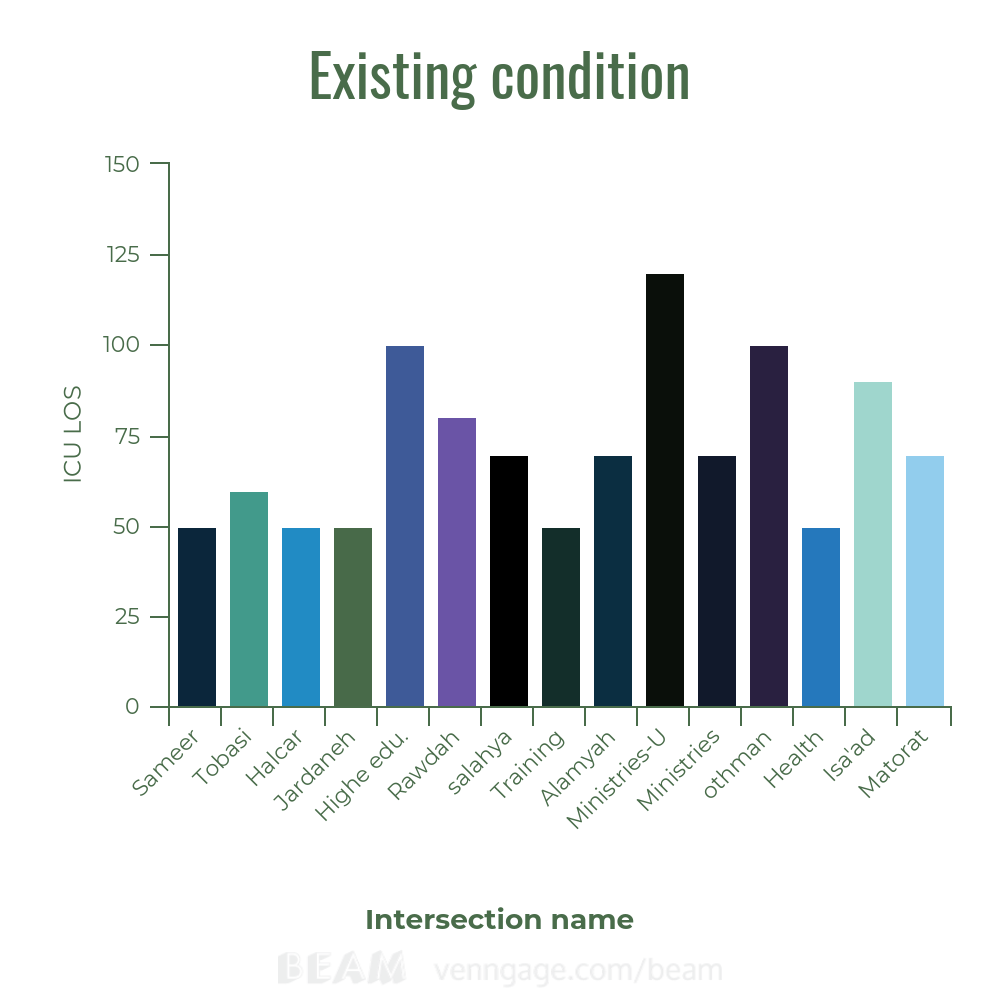 Existing condition
150
125
100
75
50
25
0
ICU LOS
Sameer
Tobasi
Halcar
Jardaneh
Highe edu.
Rawdah
salahya
Training
Alamyah
Ministries-U
Ministries
othman
Health
Isa'ad
Matorat
Intersection name
BEAM venngage.com/beam